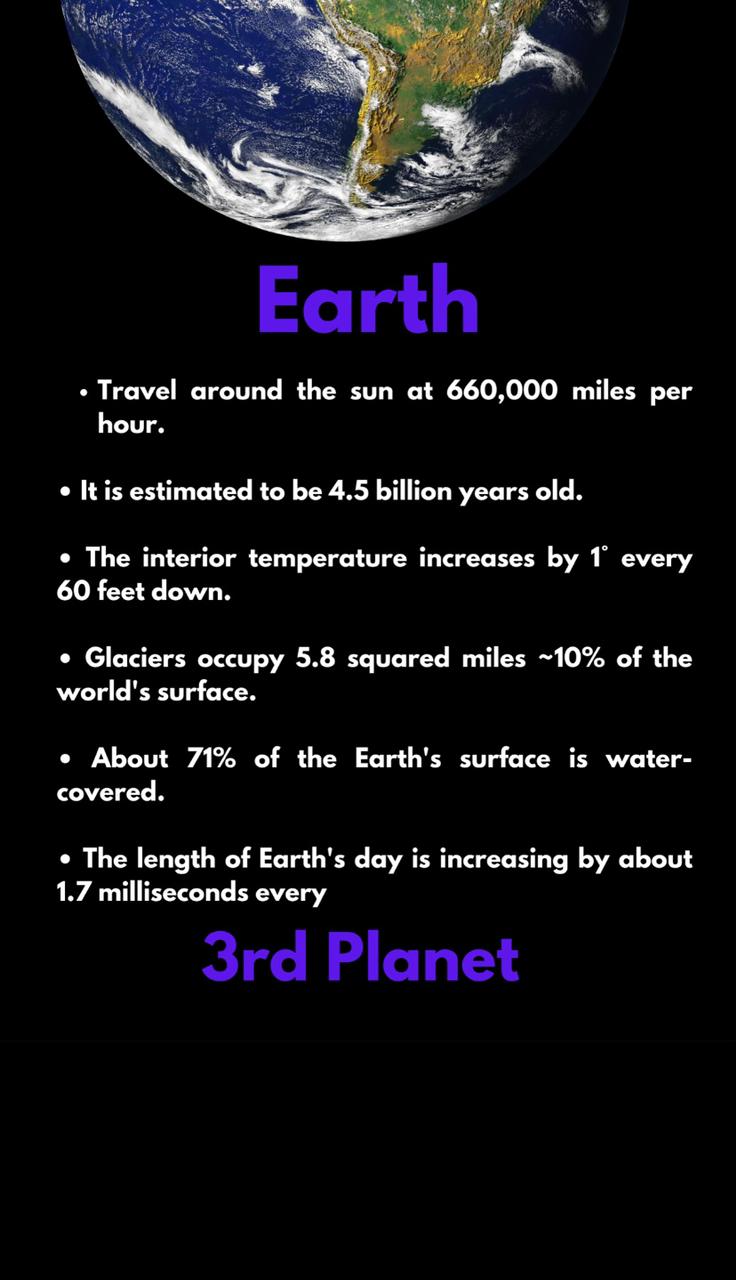 Earth
• Travel around the sun at 660,000 miles per
hour.
• It is estimated to be 4.5 billion years old.
• The interior temperature increases by 1° every
60 feet down.
• Glaciers occupy 5.8 squared miles ~10% of the
world's surface.
• About 71% of the Earth's surface is water-
covered.
• The length of Earth's day is increasing by about
1.7 milliseconds every
3rd Planet